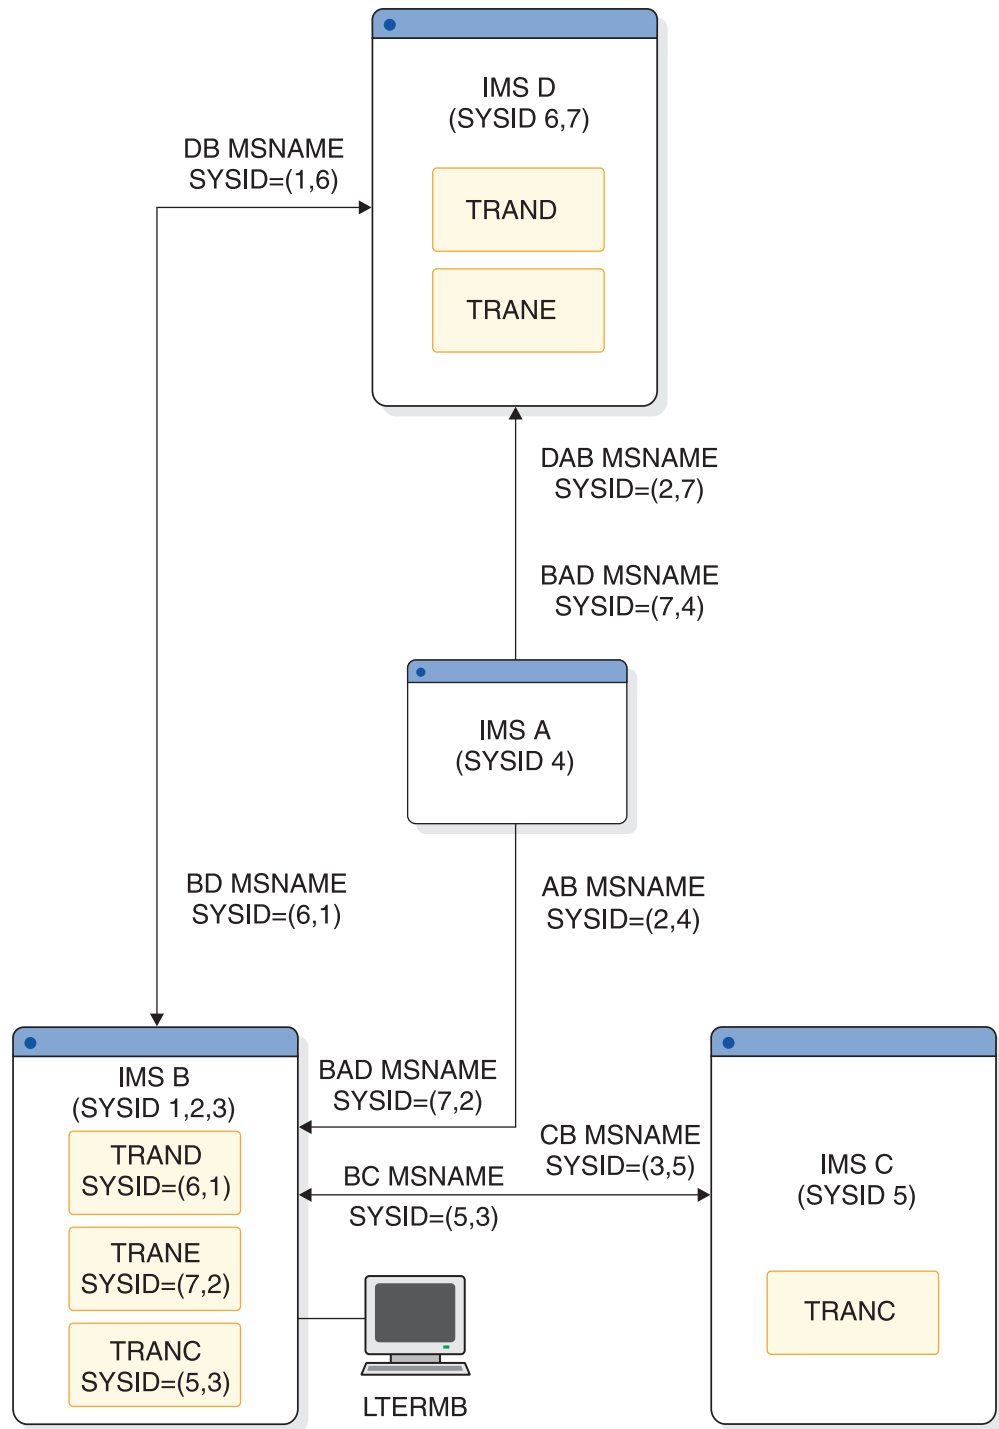 IMS D
(SYSID 6,7)
DB MSNAME
SYSID=(1,6)
TRAND
TRANE
DAB MSNAME
SYSID=(2,7)
BAD MSNAME
SYSID=(7,4)
IMS A
(SYSID 4)
BD MSNAME
SYSID=(6,1)
AB MSNAME
SYSID=(2,4)
BAD MSNAME
SYSID=(7,2)
IMS B
(SYSID 1,2,3)
TRAND
SYSID=(6,1)
TRANE
SYSID=(7,2)
TRANC
SYSID=(5,3)
CB MSNAME
SYSID=(3,5)
BC MSNAME
SYSID=(5,3)
IMS C
(SYSID 5)
TRANC
LTERMB